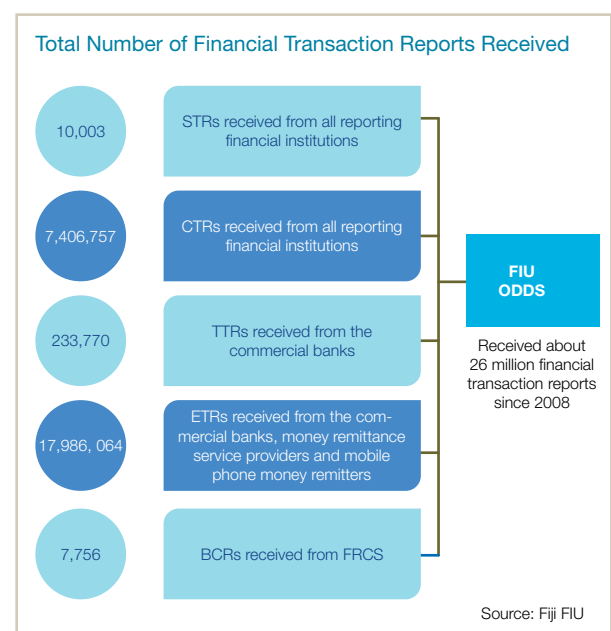 Total Number of Financial Transaction Reports Received
10,003
STRs received from all reporting
financial institutions
7,406,757
CTRs received from all reporting
financial institutions
233,770
TTRs received from the
commercial banks
17,986, 064
ETRs received from the com-
mercial banks, money remittance
service providers and mobile
phone money remitters
7,756
BCRs received from FRCS
FIU
ODDS
Received about
26 million financial
transaction reports
since 2008
Source: Fiji FIU